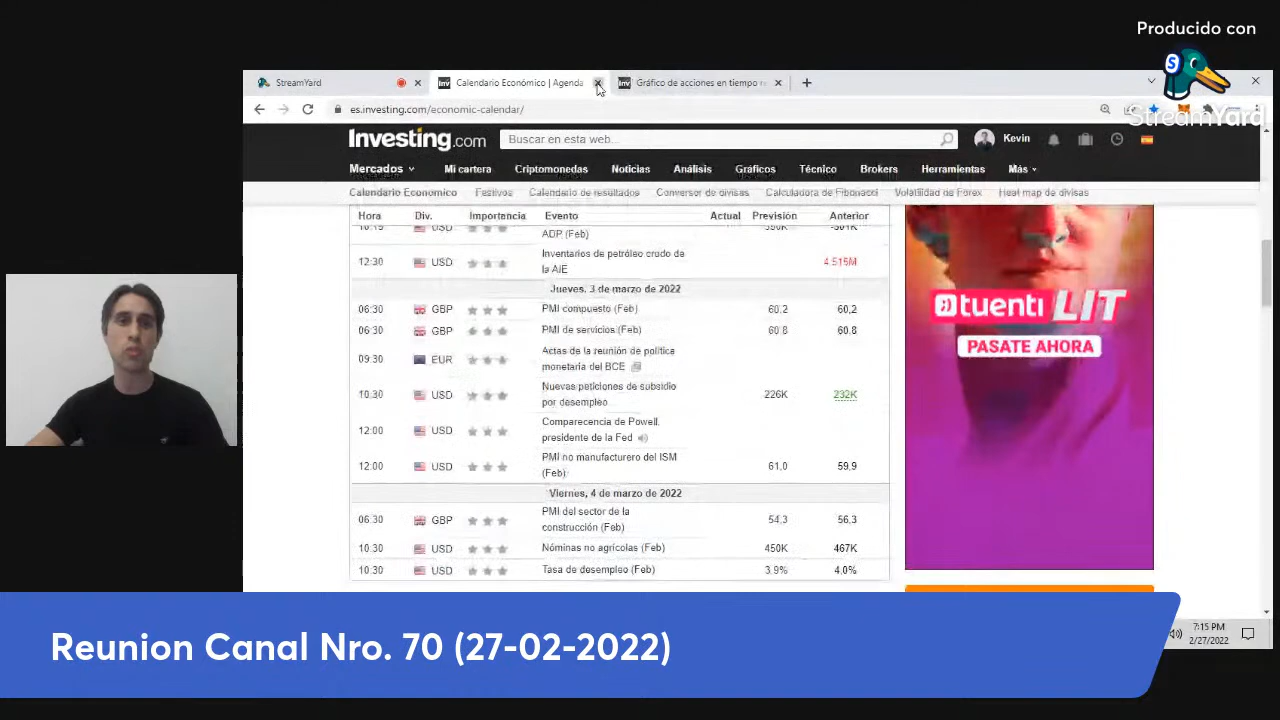 Producido con
StreamYard
StreamYard
Calendario Económico | Agenda
Gráfico de acciones en tiempo r
es.investing.com/economic-calendar/
Investing.com
Buscar en esta web...
Kevin
Mercados
Mi cartera
Criptomonedas
Noticias
Análisis
Gráficos
Técnico
Brokers
Herramientas
Más
Calendario Económico
Festivos
Calendario de resultados
Conversor de divisas
Calculadora de Fibonacci
Volatilidad de Forex
Heat map de divisas
Hora Div. Importancia Evento Actual Previsión Anterior
USD
ADP (Feb)
12:30 USD Inventarios de petróleo crudo de 4.515M
la AIE
Jueves, 3 de marzo de 2022
06:30 GBP PMI compuesto (Feb) 60,2 60,2
06:30 GBP PMI de servicios (Feb) 60,8 60,8
09:30 EUR Actas de la reunión de política
monetaria del BCE
10:30 USD Nuevas peticiones de subsidio 226K 232K
por desempleo
12:00 USD Comparecencia de Powell,
presidente de la Fed
12:00 USD PMI no manufacturero del ISM 61,0 59,9
(Feb)
Viernes, 4 de marzo de 2022
06:30 GBP PMI del sector de la 54,3 56,3
construcción (Feb)
10:30 USD Nóminas no agrícolas (Feb) 450K 467K
10:30 USD Tasa de desempleo (Feb) 3,9% 4,0%
tuenti LIT
PASATE AHORA
7:15 PM
2/27/2022
Reunion Canal Nro. 70 (27-02-2022)